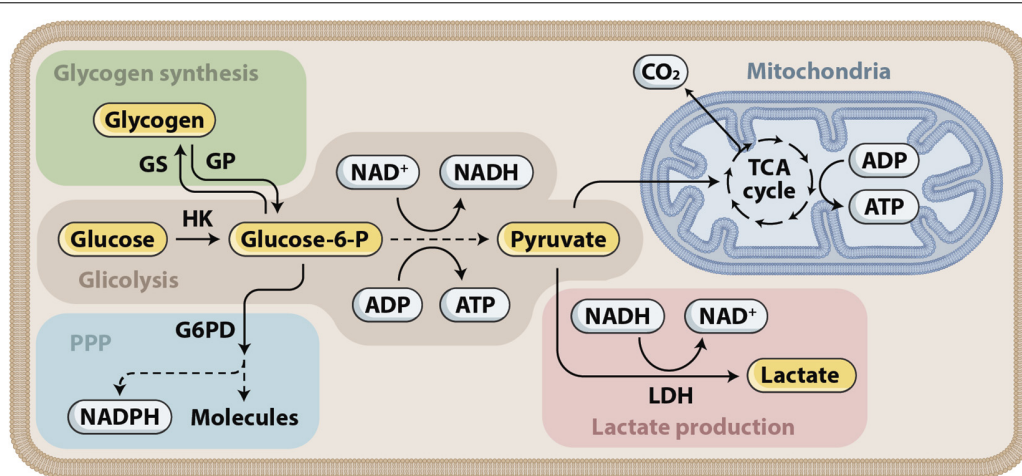 Glycogen synthesis
Glycogen
GS
GP
Glucose
HK
Glucose-6-P
Glicolysis
NAD⁺
NADH
ADP
ATP
Pyruvate
PPP
G6PD
NADPH
Molecules
CO₂
Mitochondria
TCA
cycle
ADP
ATP
NADH
NAD⁺
LDH
Lactate
Lactate production